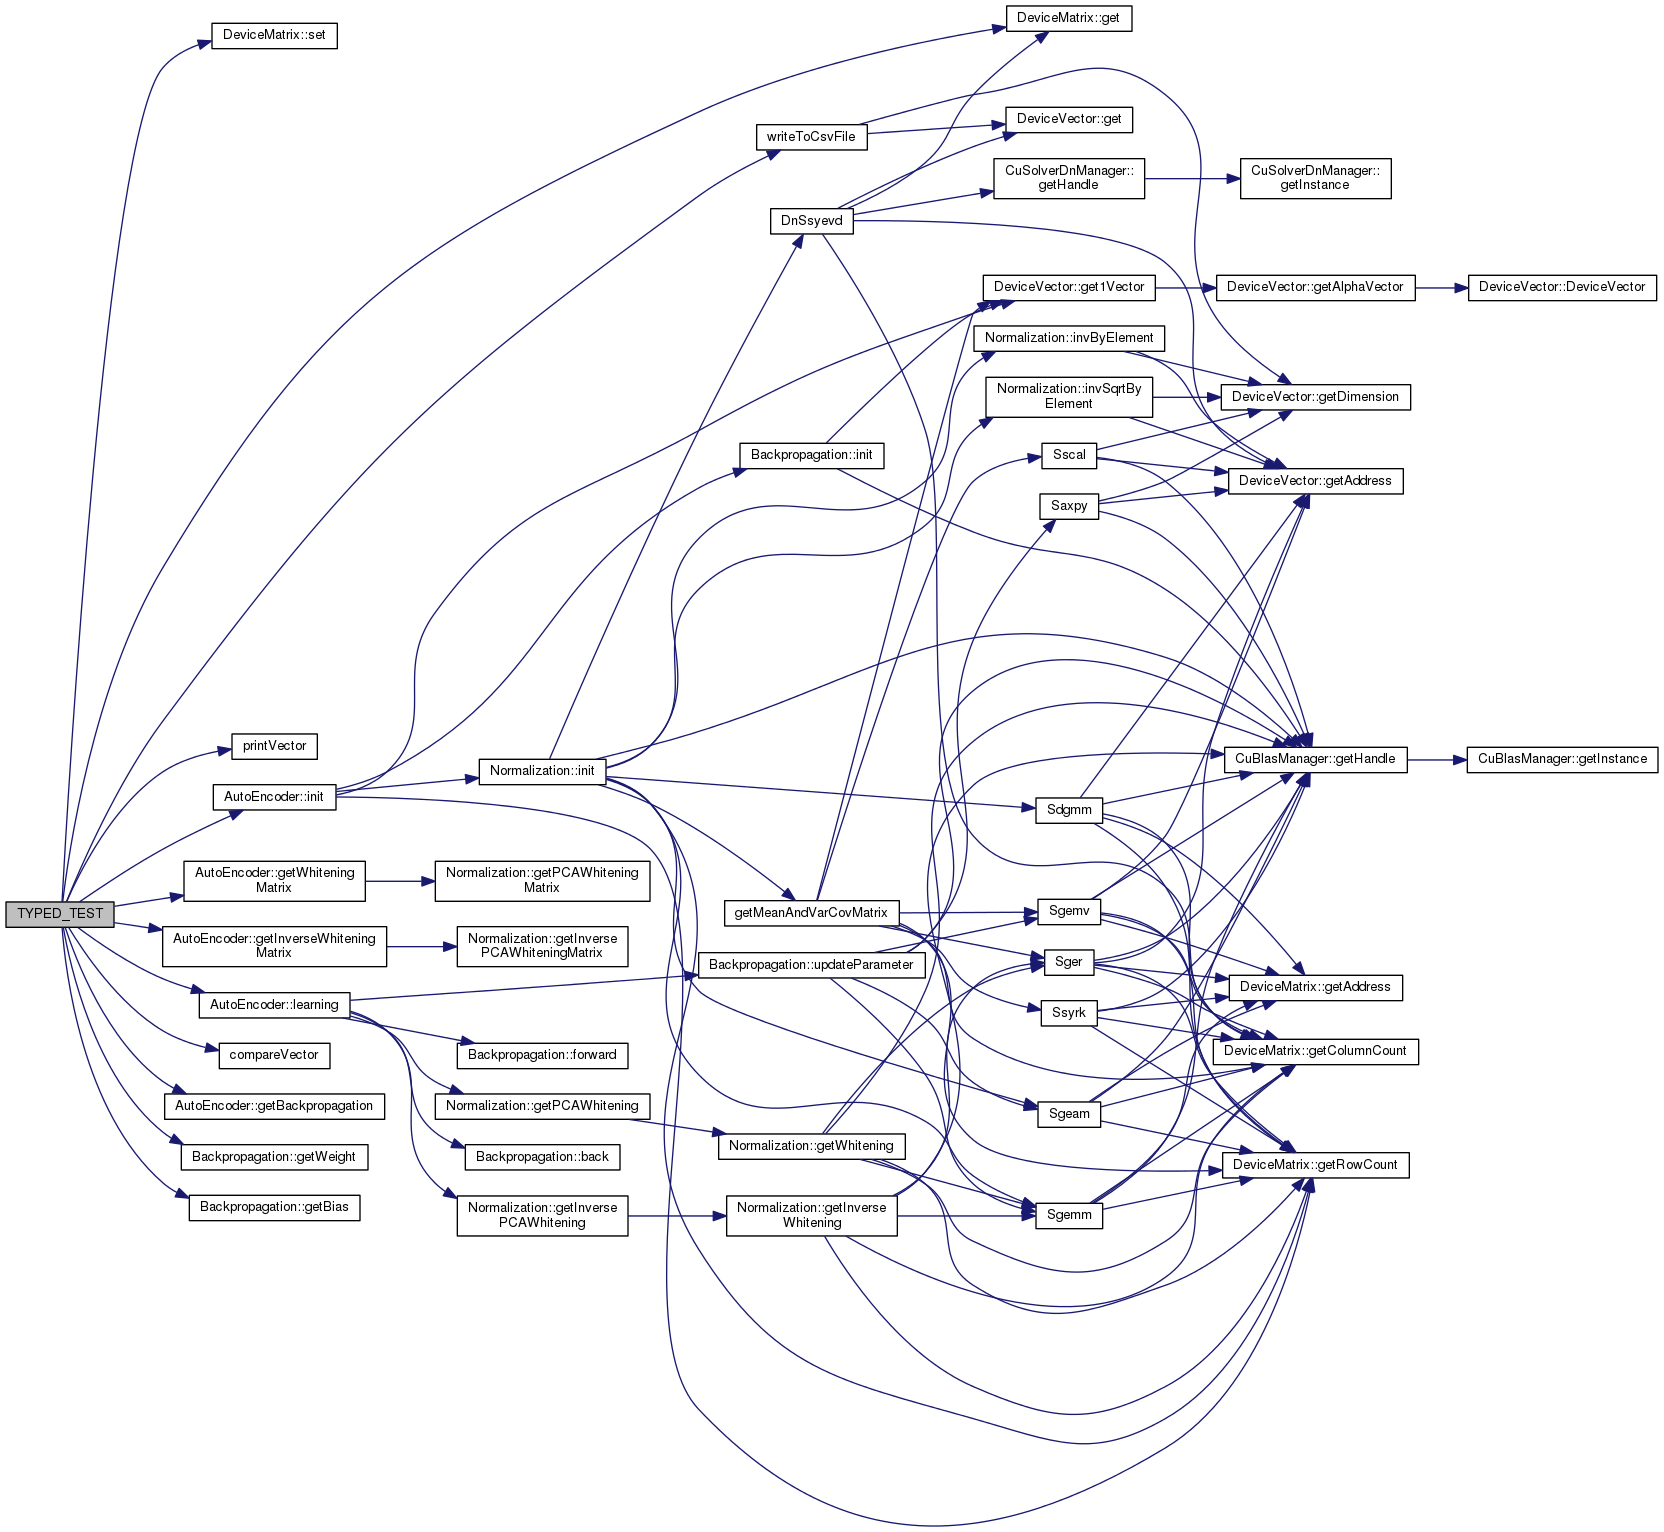 DeviceMatrix::get
DeviceMatrix::set
DeviceVector::get
writeToCsvFile
CuSolverDnManager::
getHandle
CuSolverDnManager::
getInstance
DnSsyevd
DeviceVector::get1Vector
DeviceVector::getAlphaVector
DeviceVector::DeviceVector
Normalization::invByElement
Normalization::invSqrtBy
Element
DeviceVector::getDimension
Backpropagation::init
Sscal
DeviceVector::getAddress
Saxpy
printVector
CuBlasManager::getHandle
CuBlasManager::getInstance
Normalization::init
AutoEncoder::init
Sdgmm
AutoEncoder::getWhitening
Matrix
Normalization::getPCAWhitening
Matrix
TYPED_TEST
getMeanAndVarCovMatrix
Sgemv
AutoEncoder::getInverseWhitening
Matrix
Normalization::getInverse
PCAWhiteningMatrix
Backpropagation::updateParameter
Sger
DeviceMatrix::getAddress
AutoEncoder::learning
Ssyrk
compareVector
Backpropagation::forward
DeviceMatrix::getColumnCount
AutoEncoder::getBackpropagation
Normalization::getPCAWhitening
Sgeam
Backpropagation::getWeight
Backpropagation::back
Normalization::getWhitening
DeviceMatrix::getRowCount
Backpropagation::getBias
Normalization::getInverse
PCAWhitening
Normalization::getInverse
Whitening
Sgemm